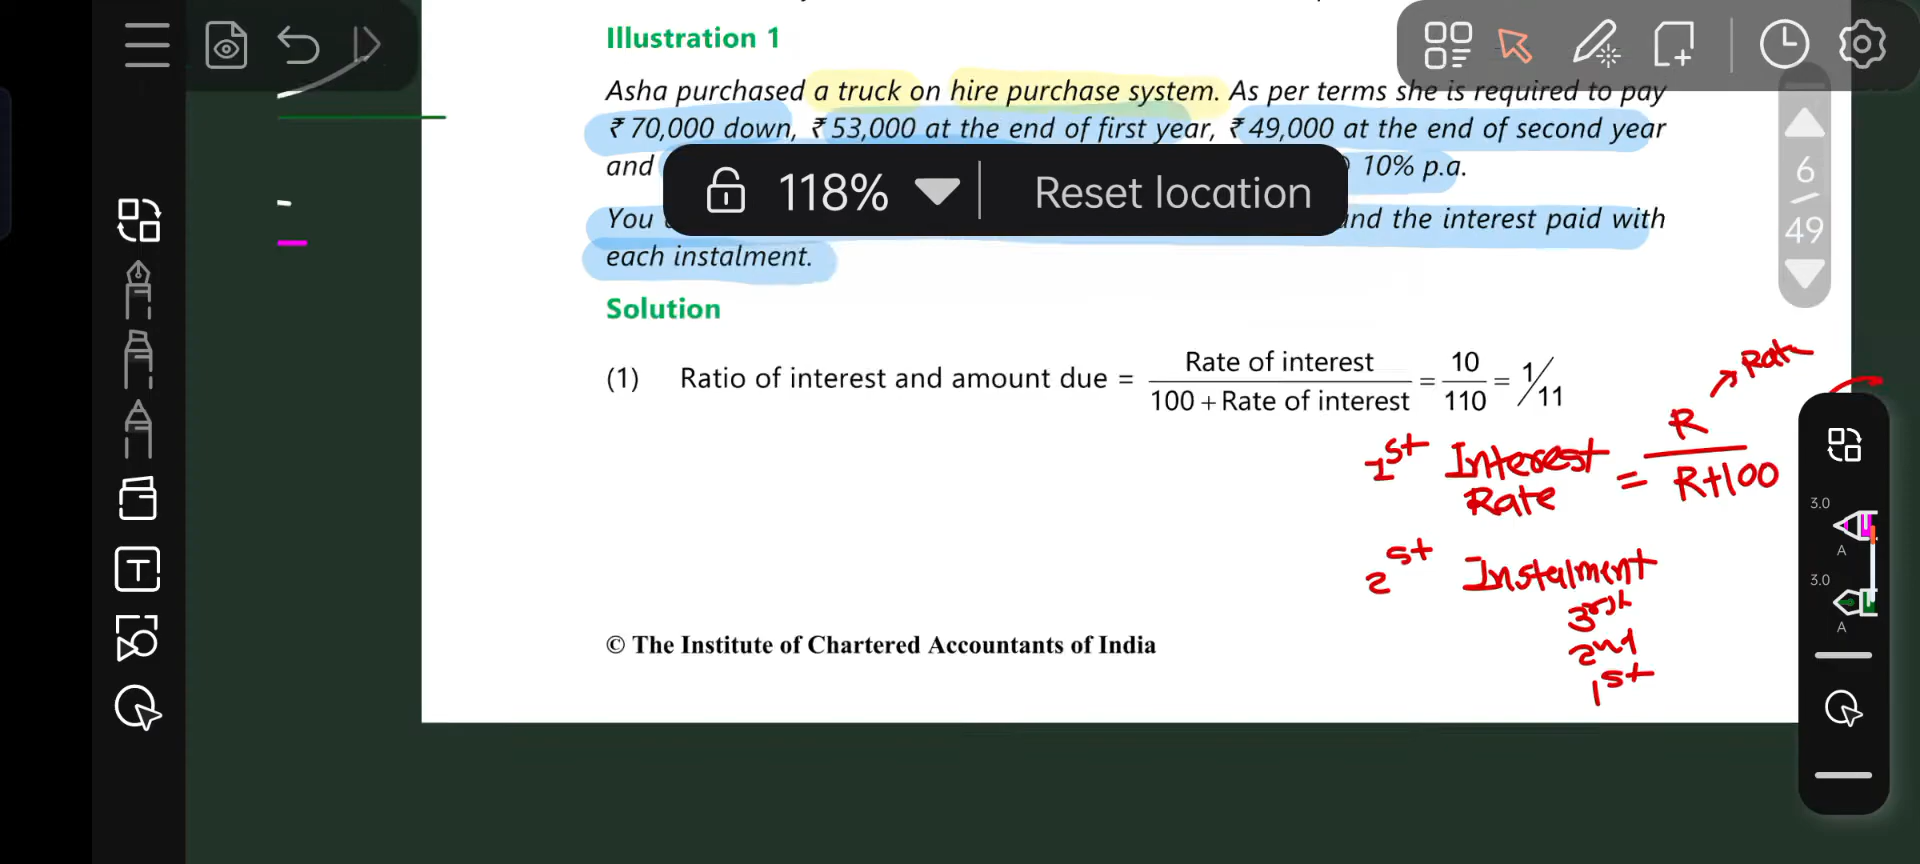 Illustration 1
Asha purchased a truck on hire purchase system. As per terms she is required to pay
₹ 70,000 down, ₹ 53,000 at the end of first year, ₹ 49,000 at the end of second year
and 10% p.a.
118% Reset location
You and the interest paid with
each instalment.
6
49
Solution
(1) Ratio of interest and amount due = Rate of interest / 100 + Rate of interest = 10 / 110 = 1/11
Rate
1st Interest Rate = R / R+100
2st Instalment
3rd
2nd
1st
3.0
A
3.0
A
© The Institute of Chartered Accountants of India